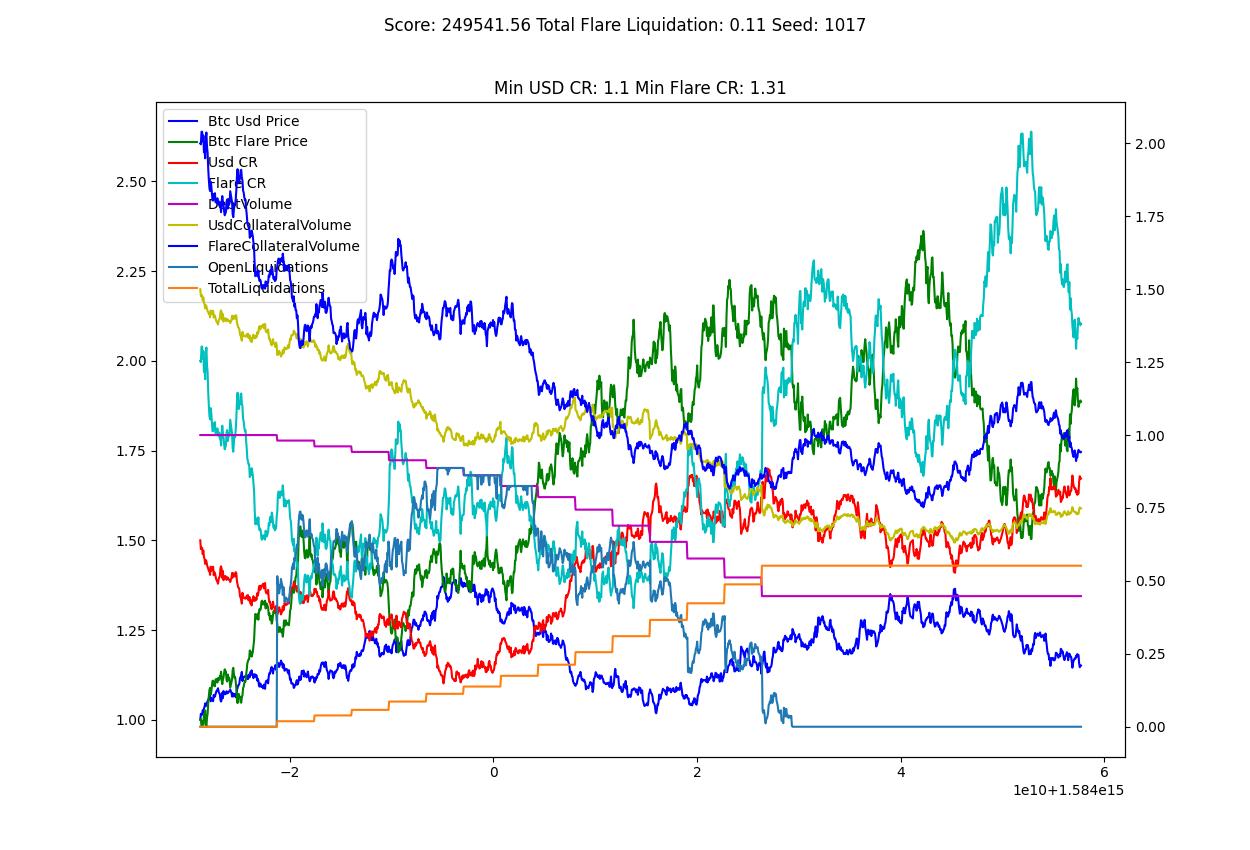 Score: 249541.56 Total Flare Liquidation: 0.11 Seed: 1017
Min USD CR: 1.1 Min Flare CR: 1.31
Btc Usd Price
Btc Flare Price
Usd CR
Flare CR
DebtVolume
UsdCollateralVolume
FlareCollateralVolume
OpenLiquidations
TotalLiquidations
2.50
2.25
2.00
1.75
1.50
1.25
1.00
2.00
1.75
1.50
1.25
1.00
0.75
0.50
0.25
0.00
−2
0
2
4
6
1e10+1.584e15